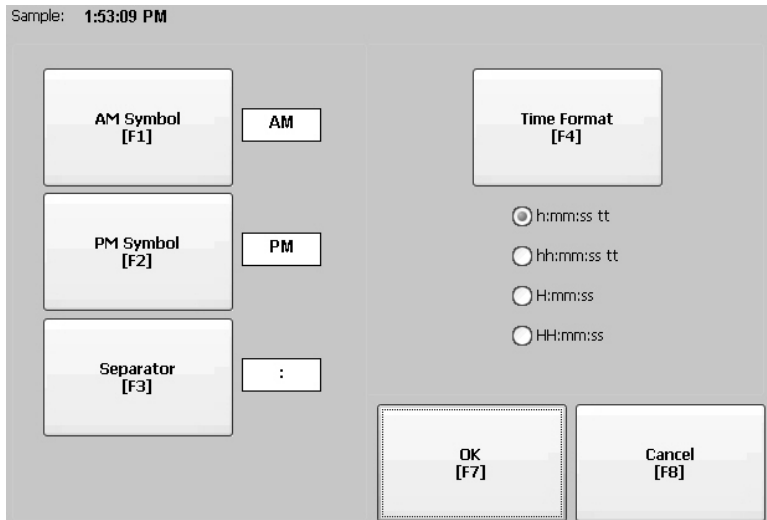 Sample: 1:53:09 PM
AM Symbol
[F1]
AM
PM Symbol
[F2]
PM
Separator
[F3]
:
Time Format
[F4]
h:mm:ss tt
hh:mm:ss tt
H:mm:ss
HH:mm:ss
OK
[F7]
Cancel
[F8]